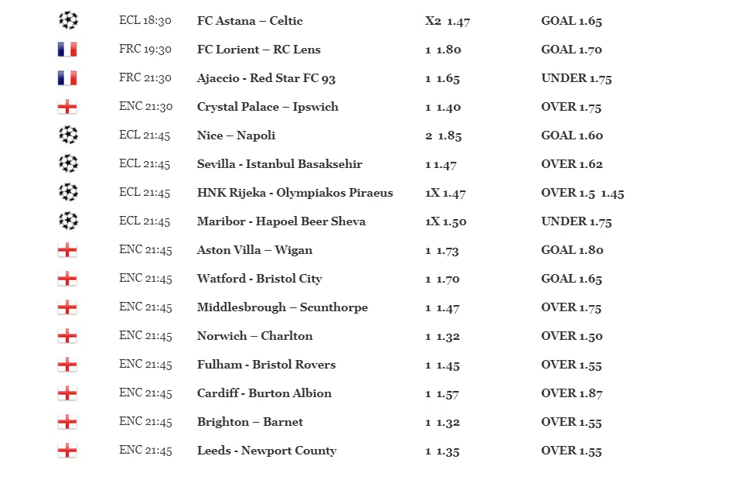 ECL 18:30 FC Astana – Celtic X2 1.47 GOAL 1.65
FRC 19:30 FC Lorient – RC Lens 1 1.80 GOAL 1.70
FRC 21:30 Ajaccio - Red Star FC 93 1 1.65 UNDER 1.75
ENC 21:30 Crystal Palace – Ipswich 1 1.40 OVER 1.75
ECL 21:45 Nice – Napoli 2 1.85 GOAL 1.60
ECL 21:45 Sevilla - Istanbul Basaksehir 1 1.47 OVER 1.62
ECL 21:45 HNK Rijeka - Olympiakos Piraeus 1X 1.47 OVER 1.5 1.45
ECL 21:45 Maribor - Hapoel Beer Sheva 1X 1.50 UNDER 1.75
ENC 21:45 Aston Villa – Wigan 1 1.73 GOAL 1.80
ENC 21:45 Watford - Bristol City 1 1.70 GOAL 1.65
ENC 21:45 Middlesbrough – Scunthorpe 1 1.47 OVER 1.75
ENC 21:45 Norwich – Charlton 1 1.32 OVER 1.50
ENC 21:45 Fulham - Bristol Rovers 1 1.45 OVER 1.55
ENC 21:45 Cardiff - Burton Albion 1 1.57 OVER 1.87
ENC 21:45 Brighton – Barnet 1 1.32 OVER 1.55
ENC 21:45 Leeds - Newport County 1 1.35 OVER 1.55